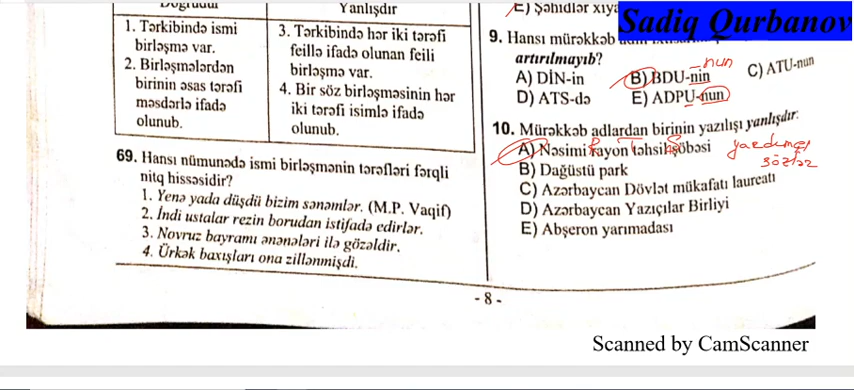 Doğrudur
Yanlışdır
1. Tərkibində ismi
birləşmə var.
2. Birləşmələrdən
birinin əsas tərəfi
məsdərlə ifadə
olunub.
3. Tərkibində hər iki tərəfi
feillə ifadə olunan feili
birləşmə var.
4. Bir söz birləşməsinin hər
iki tərəfi isimlə ifadə
olunub.
69. Hansı nümunədə ismi birləşmənin tərəfləri fərqli
nitq hissəsidir?
1. Yenə yada düşdü bizim sənəmlər. (M.P. Vaqif)
2. İndi ustalar rezin borudan istifadə edirlər.
3. Novruz bayramı ənənələri ilə gözəldir.
4. Ürkək baxışları ona zillənmişdi.
E) Şəhidlər
Sadiq Qurbanov
9. Hansı mürəkkəb
artırılmayıb?
nun
A) DİN-in B) BDU-nin C) ATU-nun
D) ATS-də E) ADPU-nun
10. Mürəkkəb adlardan birinin yazılışı yanlışdır:
A) Nəsimi rayon təhsil şöbəsi
yardımçı
sözlər
B) Dağüstü park
C) Azərbaycan Dövlət mükafatı laureatı
D) Azərbaycan Yazıçılar Birliyi
E) Abşeron yarımadası
- 8 -
Scanned by CamScanner